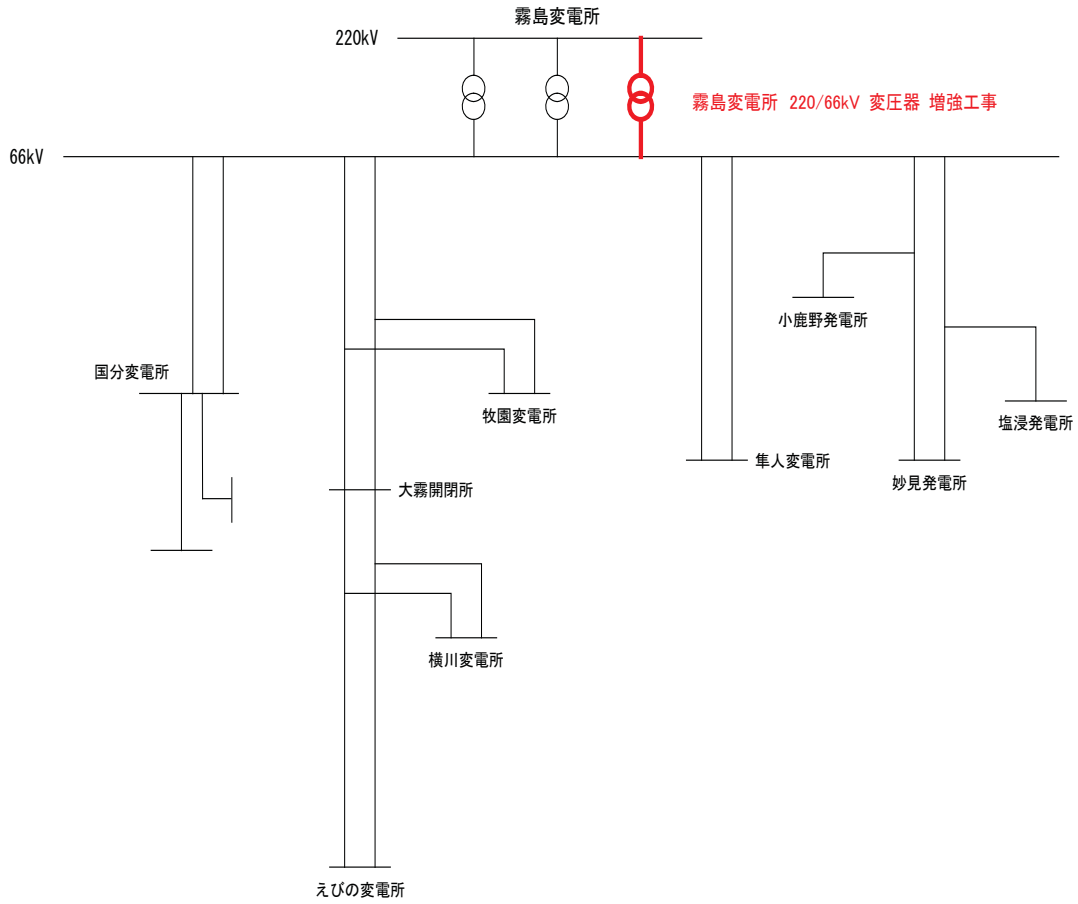 霧島変電所
220kV
霧島変電所 220/66kV 変圧器 増強工事
66kV
小鹿野発電所
国分変電所
牧園変電所
塩浸発電所
隼人変電所
妙見発電所
大霧開閉所
横川変電所
えびの変電所